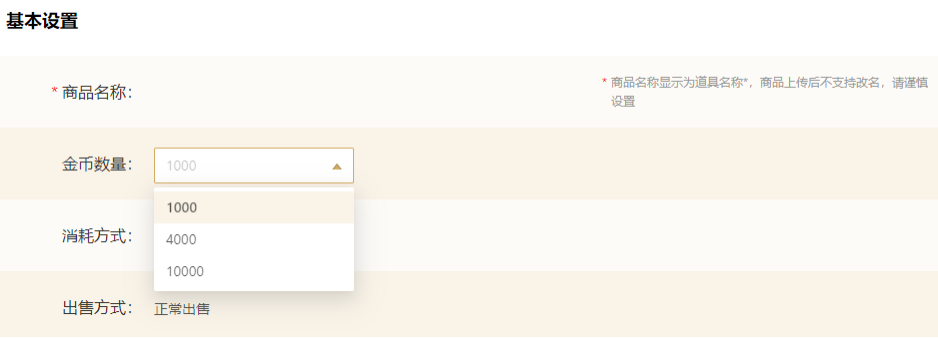 基本设置
* 商品名称：
* 商品名称显示为道具名称*，商品上传后不支持改名，请谨慎
设置
金币数量：
1000
1000
4000
消耗方式：
10000
出售方式：
正常出售